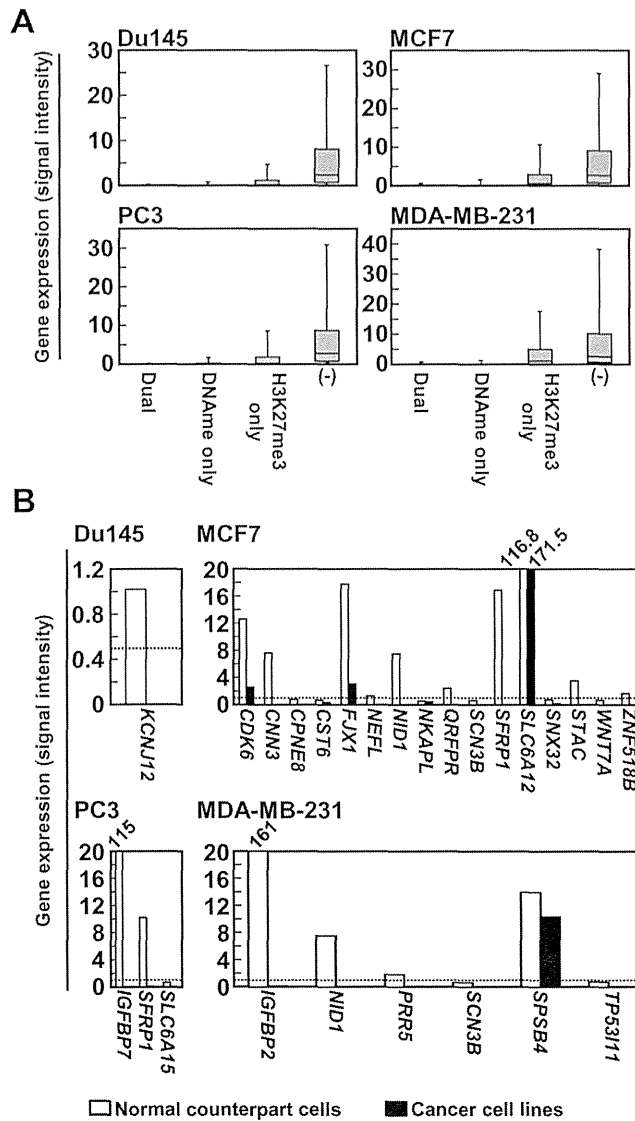 A
Gene expression (signal intensity)
Du145
30
20
10
0
MCF7
30
20
10
0
PC3
30
20
10
0
MDA-MB-231
40
30
20
10
0
Dual
DNAme only
H3K27me3
only
(-)
Dual
DNAme only
H3K27me3
only
(-)
B
Gene expression (signal intensity)
Du145
1.2
0.8
0.4
0
KCNJ12
MCF7
116.8
171.5
20
16
12
8
4
0
CDK6
CNN3
CPNE8
CST6
FJX1
NEFL
NID1
NKAPL
QRFPR
SCN3B
SFRP1
SLC6A12
SNX32
STAC
WNT7A
ZNF518B
PC3
115
20
16
12
8
4
0
IGFBP7
SFRP1
SLC6A15
MDA-MB-231
161
20
16
12
8
4
0
IGFBP2
NID1
PRR5
SCN3B
SPSB4
TP53I11
Normal counterpart cells
Cancer cell lines